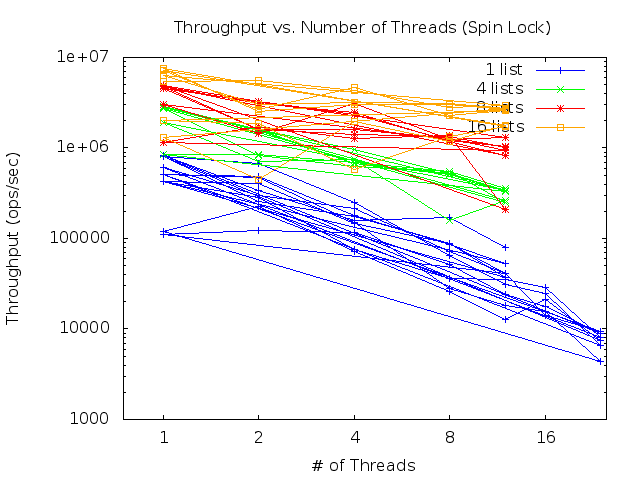 Throughput vs. Number of Threads (Spin Lock)
1e+07
1e+06
100000
10000
1000
Throughput (ops/sec)
1 list
4 lists
8 lists
16 lists
1 2 4 8 16
# of Threads